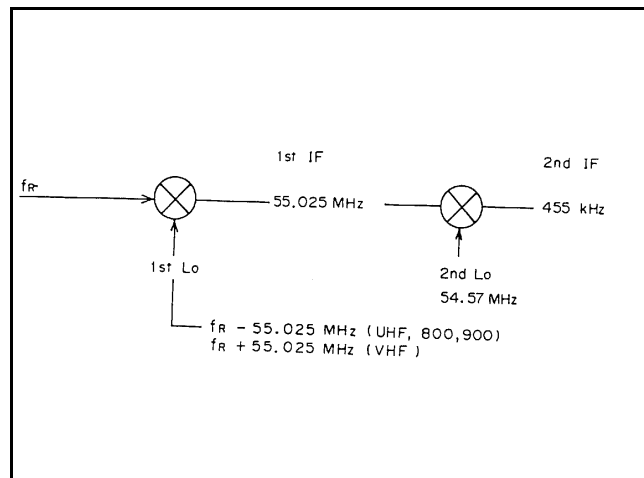 1st IF
2nd IF
fR
55.025 MHz
455 kHz
1st Lo
2nd Lo
54.57 MHz
fR - 55.025 MHz (UHF, 800,900)
fR + 55.025 MHz (VHF)